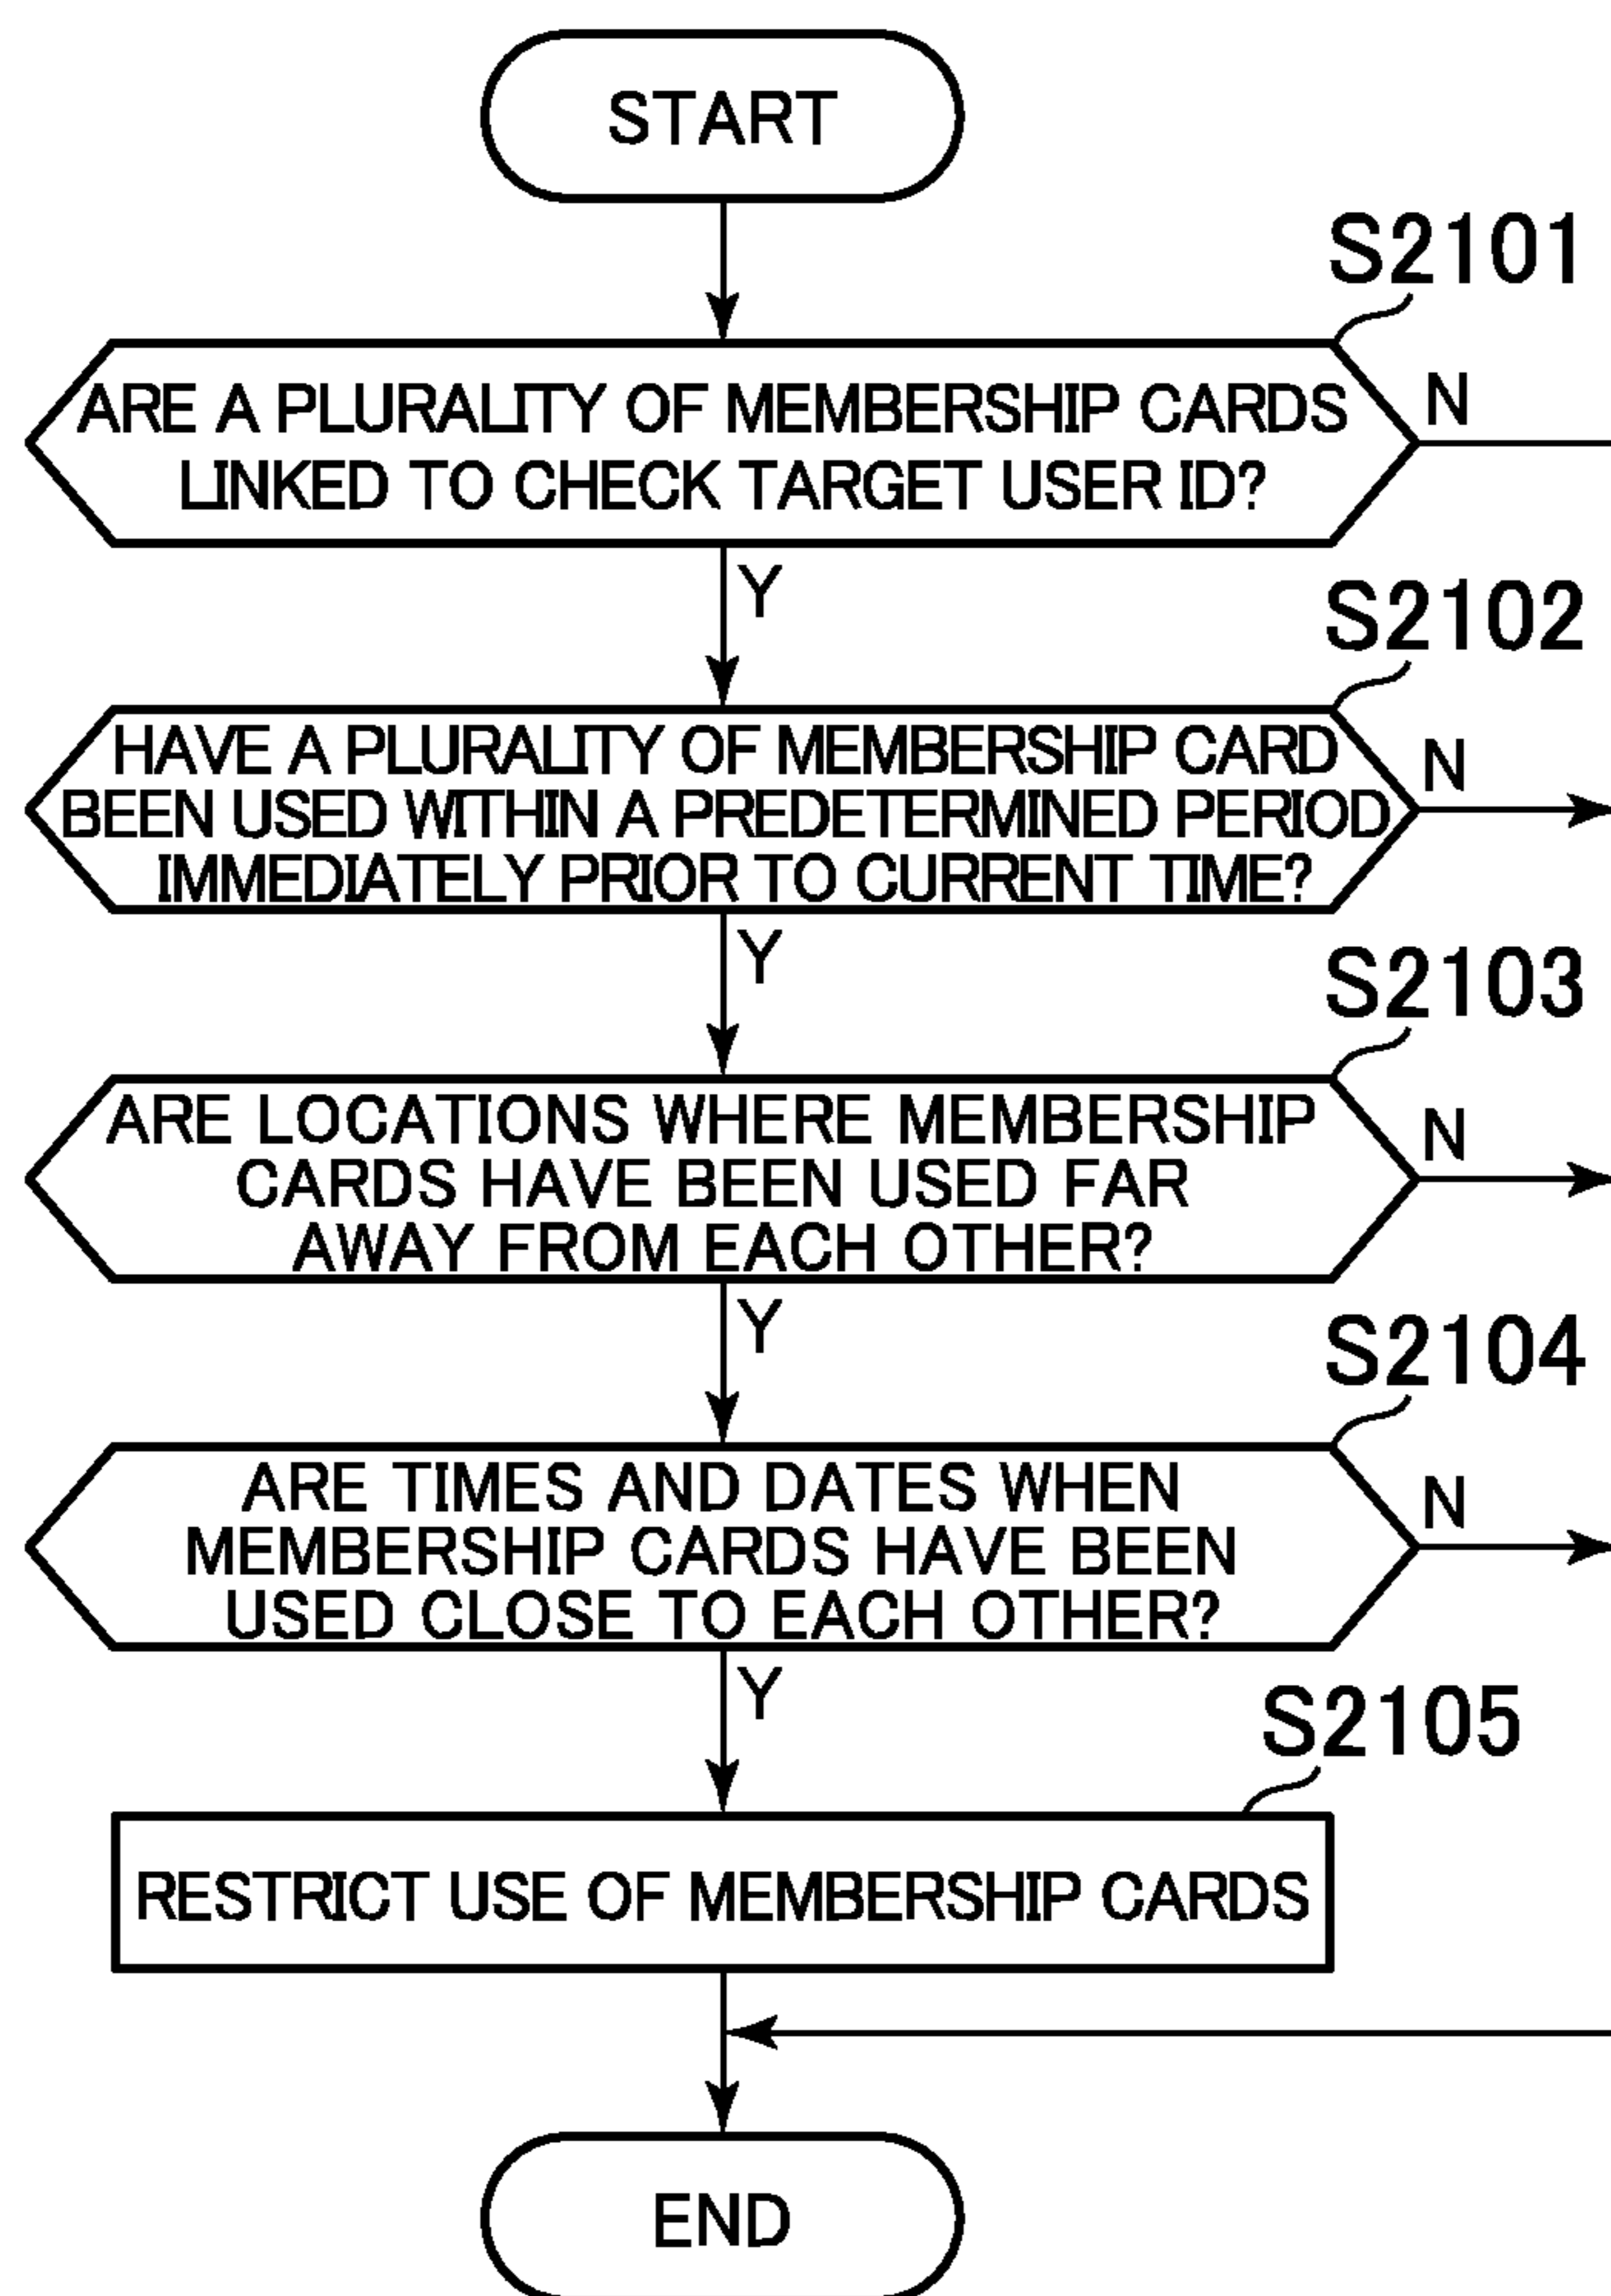 START
S2101
ARE A PLURALITY OF MEMBERSHIP CARDS
LINKED TO CHECK TARGET USER ID?
N
Y
S2102
HAVE A PLURALITY OF MEMBERSHIP CARD
BEEN USED WITHIN A PREDETERMINED PERIOD
IMMEDIATELY PRIOR TO CURRENT TIME?
N
Y
S2103
ARE LOCATIONS WHERE MEMBERSHIP
CARDS HAVE BEEN USED FAR
AWAY FROM EACH OTHER?
N
Y
S2104
ARE TIMES AND DATES WHEN
MEMBERSHIP CARDS HAVE BEEN
USED CLOSE TO EACH OTHER?
N
Y
S2105
RESTRICT USE OF MEMBERSHIP CARDS
END